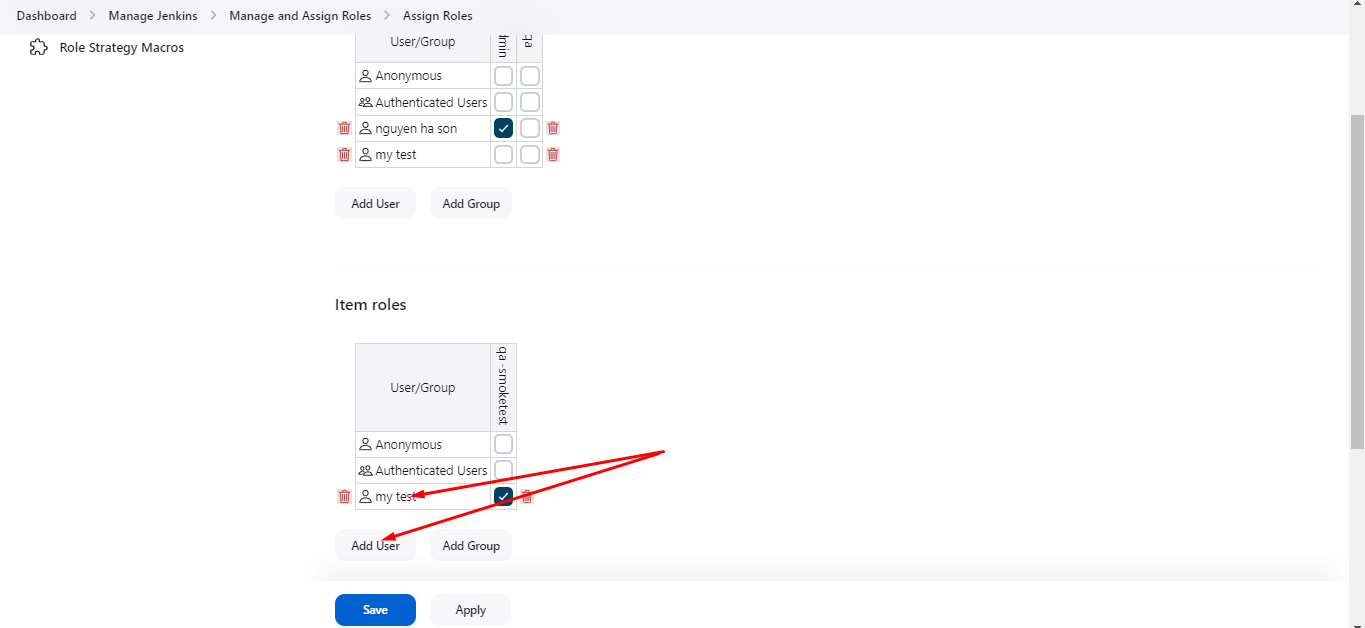 Dashboard > Manage Jenkins > Manage and Assign Roles > Assign Roles
Role Strategy Macros
User/Group
qa
Anonymous
Authenticated Users
nguyen ha son
my test
Add User Add Group
Item roles
User/Group
qa-smoketest
Anonymous
Authenticated Users
my test
Add User Add Group
Save Apply